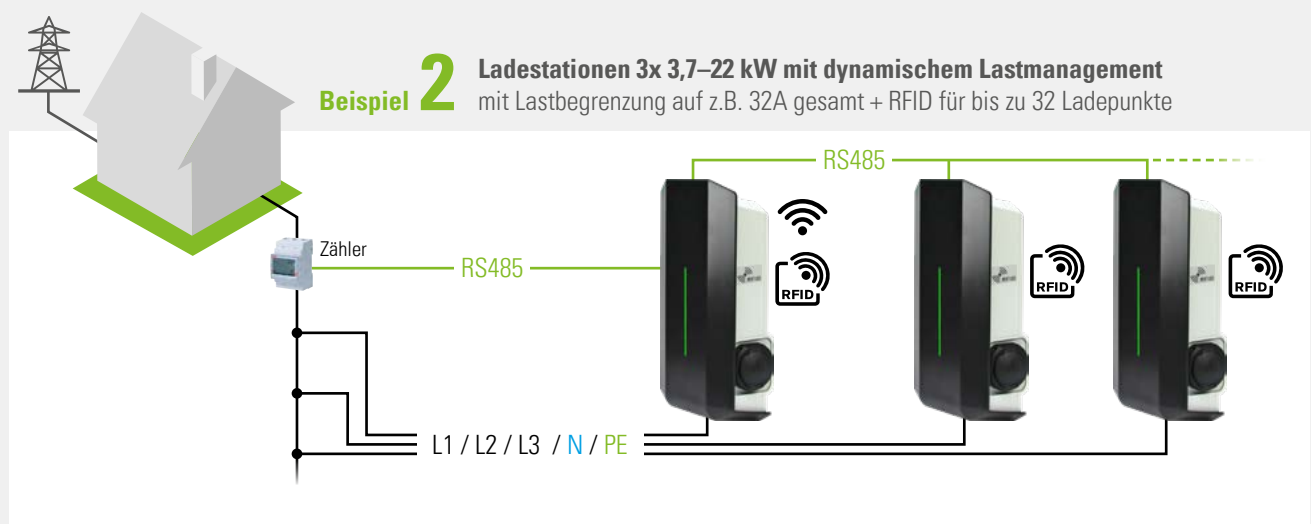 Beispiel 2
Ladestationen 3x 3,7–22 kW mit dynamischem Lastmanagement
mit Lastbegrenzung auf z.B. 32A gesamt + RFID für bis zu 32 Ladepunkte
RS485
Zähler
RS485
RFID
RFID
RFID
L1 / L2 / L3 / N / PE